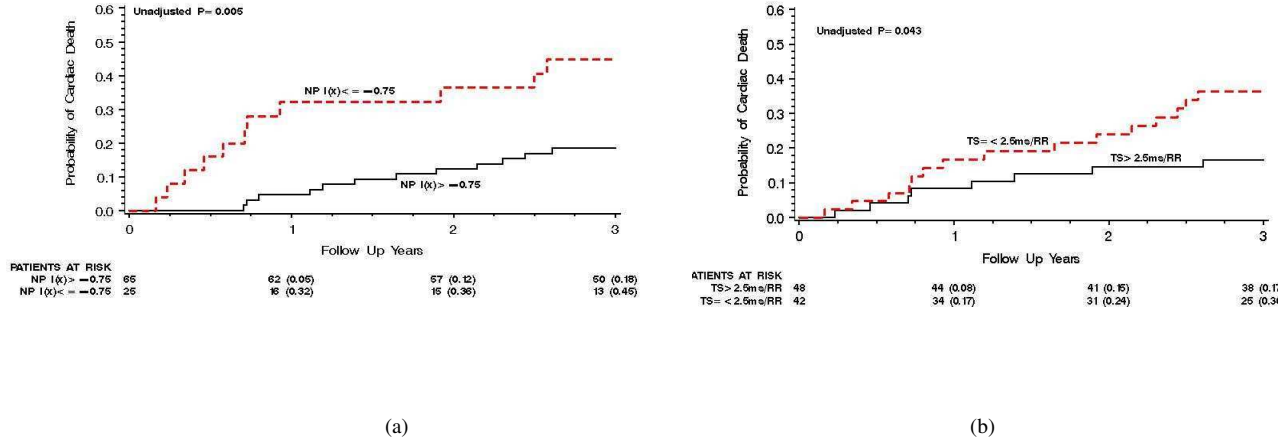 Unadjusted P= 0.005
Probability of Cardiac Death
0.6
0.5
0.4
0.3
0.2
0.1
0.0
NP I(x)<= −0.75
NP I(x)> −0.75
0 1 2 3
Follow Up Years
PATIENTS AT RISK
NP I(x)> −0.75 65 62 (0.05) 57 (0.12) 50 (0.18)
NP I(x)<= −0.75 25 16 (0.32) 15 (0.36) 13 (0.45)
(a)
Unadjusted P= 0.043
Probability of Cardiac Death
0.6
0.5
0.4
0.3
0.2
0.1
0.0
TS=<2.5ms/RR
TS>2.5ms/RR
0 1 2 3
Follow Up Years
ATIENTS AT RISK
TS>2.5ms/RR 48 44 (0.08) 41 (0.15) 38 (0.17
TS=<2.5ms/RR 42 34 (0.17) 31 (0.24) 25 (0.36
(b)